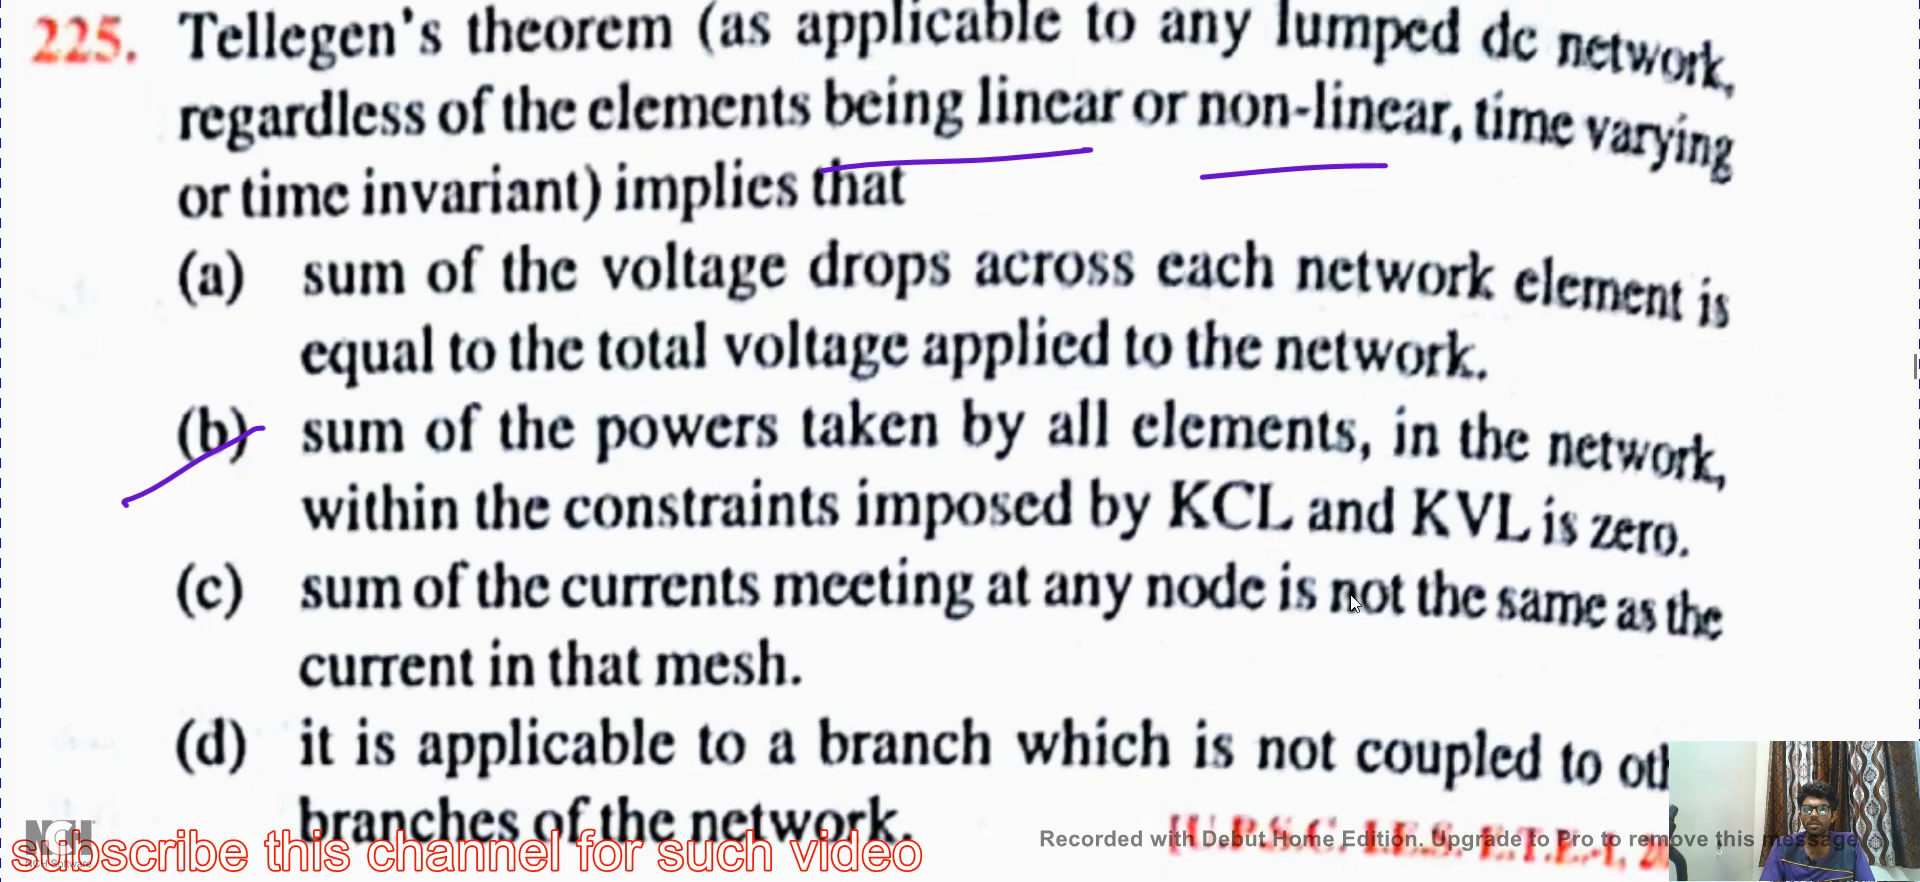 225. Tellegen's theorem (as applicable to any lumped dc network,
regardless of the elements being linear or non-linear, time varying
or time invariant) implies that
(a) sum of the voltage drops across each network element is
equal to the total voltage applied to the network.
(b) sum of the powers taken by all elements, in the network,
within the constraints imposed by KCL and KVL is zero.
(c) sum of the currents meeting at any node is not the same as the
current in that mesh.
(d) it is applicable to a branch which is not coupled to
branches of the network.
[U.P.S.C. I.E.S. E.T.E.-I,
NCH
subscribe this channel for such video
Recorded with Debut Home Edition. Upgrade to Pro to remove this message